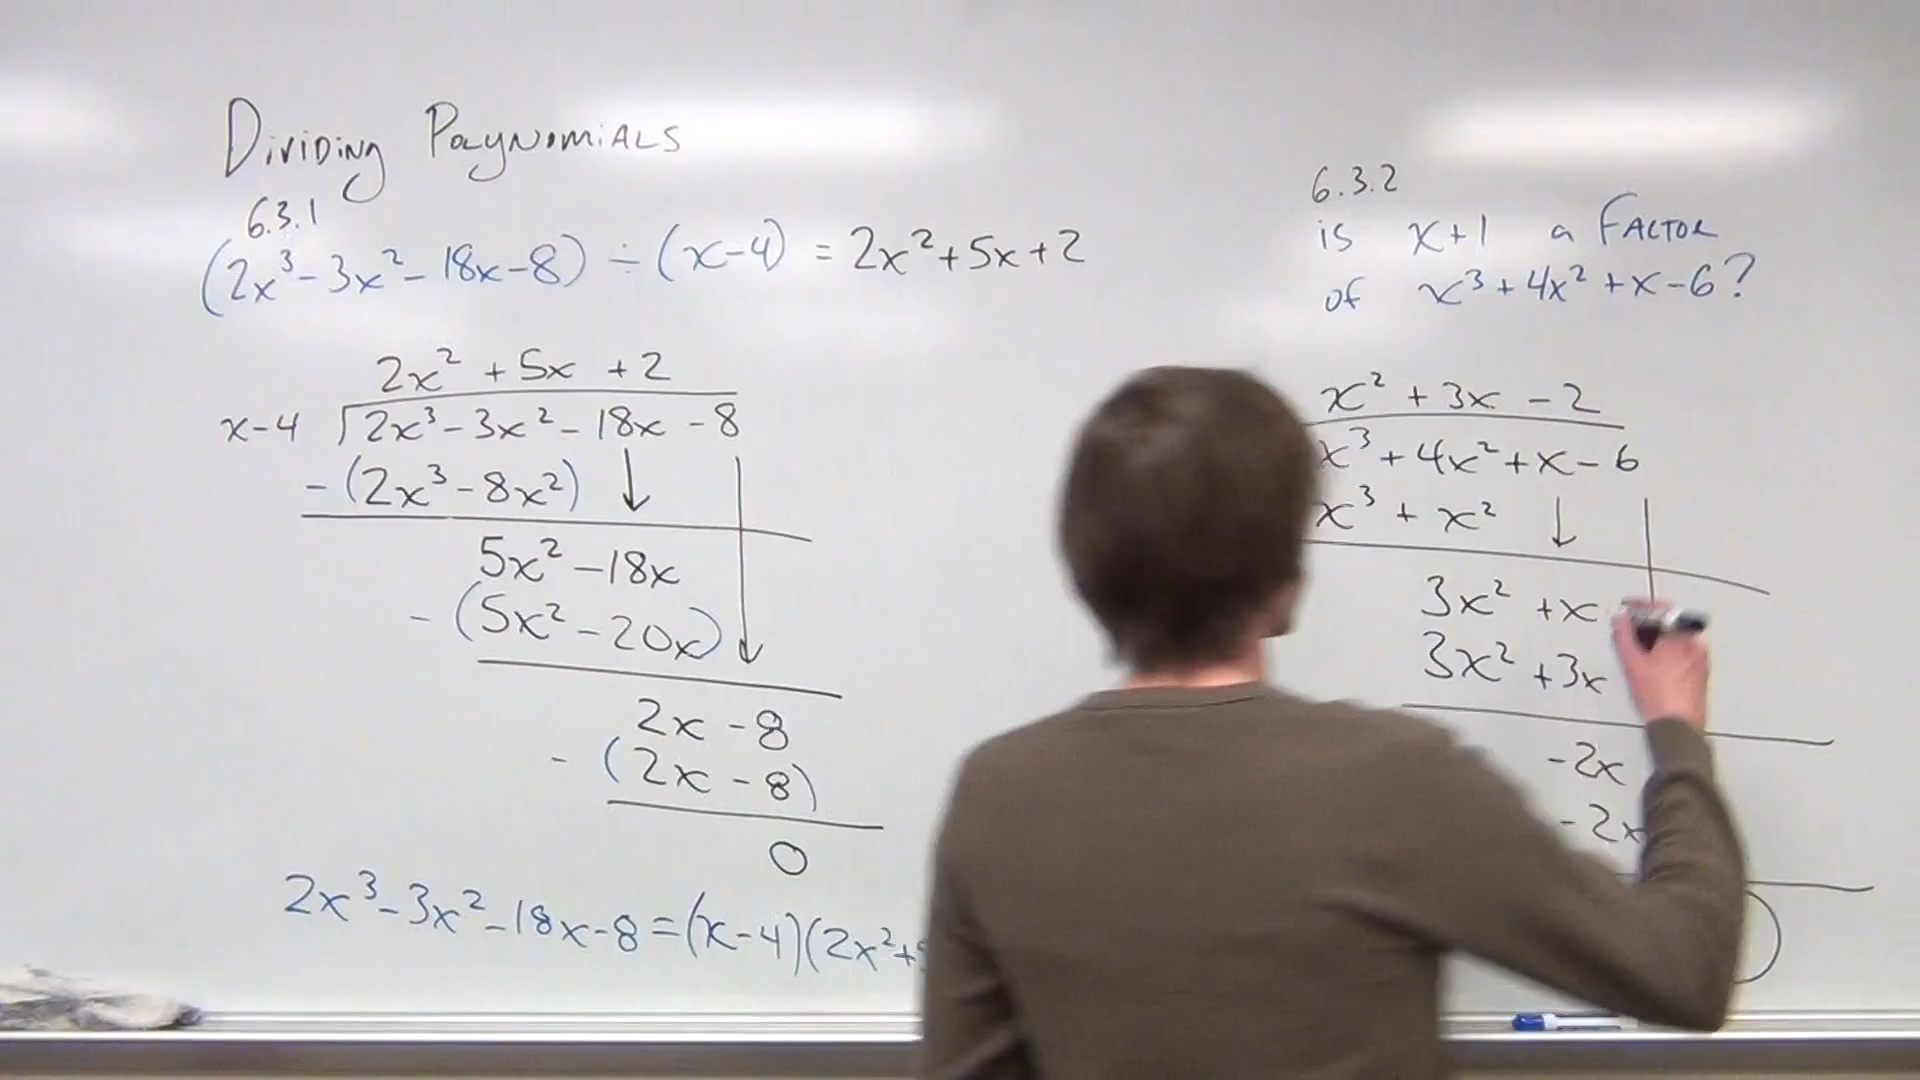 Dividing Polynomials
6.3.1
(2x³-3x²-18x-8) ÷ (x-4) = 2x²+5x+2
2x² +5x +2
x-4 √2x³-3x²-18x -8
-(2x³-8x²)
5x²-18x
-(5x²-20x)
2x -8
-(2x -8)
0
2x³-3x²-18x-8=(x-4)(2x²+
6.3.2
is x+1 a FACTOR
of x³+4x²+x-6?
x² +3x -2
x³+4x²+x-6
x³ + x²
3x² +x
3x² +3x
-2x
-2x